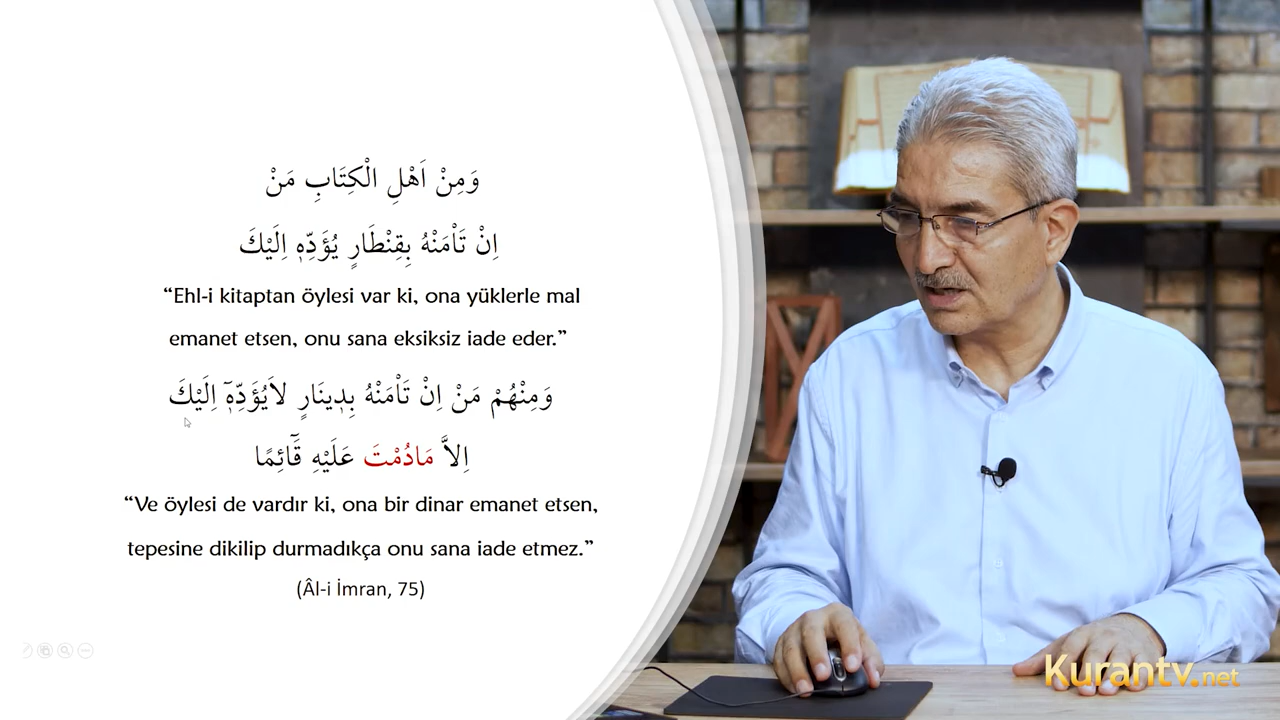 وَمِنْ اَهْلِ الْكِتَابِ مَنْ
اِنْ تَاْمَنْهُ بِقِنْطَارٍ يُؤَدِّه۪ٓ اِلَيْكَ
“Ehl-i kitaptan öylesi var ki, ona yüklerle mal
emanet etsen, onu sana eksiksiz iade eder.”
وَمِنْهُمْ مَنْ اِنْ تَاْمَنْهُ بِد۪ينَارٍ لاَيُؤَدِّه۪ٓ اِلَيْكَ
اِلاَّ مَادُمْتَ عَلَيْهِ قَٓائِمًا
“Ve öylesi de vardır ki, ona bir dinar emanet etsen,
tepesine dikilip durmadıkça onu sana iade etmez.”
(Âl-i İmran, 75)
Kurantv.net